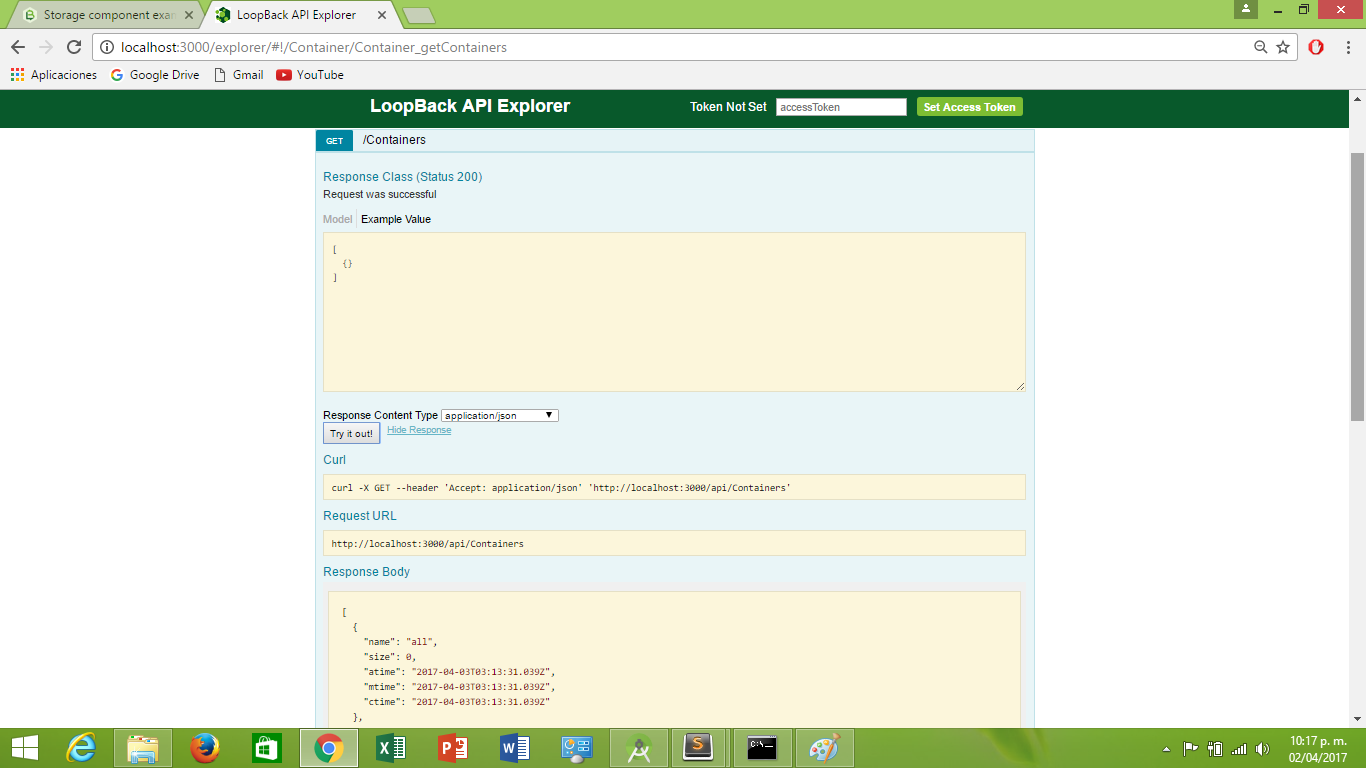 Storage component exam
LoopBack API Explorer
localhost:3000/explorer/#!/Container/Container_getContainers
Aplicaciones Google Drive Gmail YouTube
LoopBack API Explorer Token Not Set accessToken Set Access Token
GET /Containers
Response Class (Status 200)
Request was successful
Model Example Value
[
{}
]
Response Content Type application/json
Try it out! Hide Response
Curl
curl -X GET --header 'Accept: application/json' 'http://localhost:3000/api/Containers'
Request URL
http://localhost:3000/api/Containers
Response Body
[
{
"name": "all",
"size": 0,
"atime": "2017-04-03T03:13:31.039Z",
"mtime": "2017-04-03T03:13:31.039Z",
"ctime": "2017-04-03T03:13:31.039Z"
},
C:\
10:17 p. m.
02/04/2017